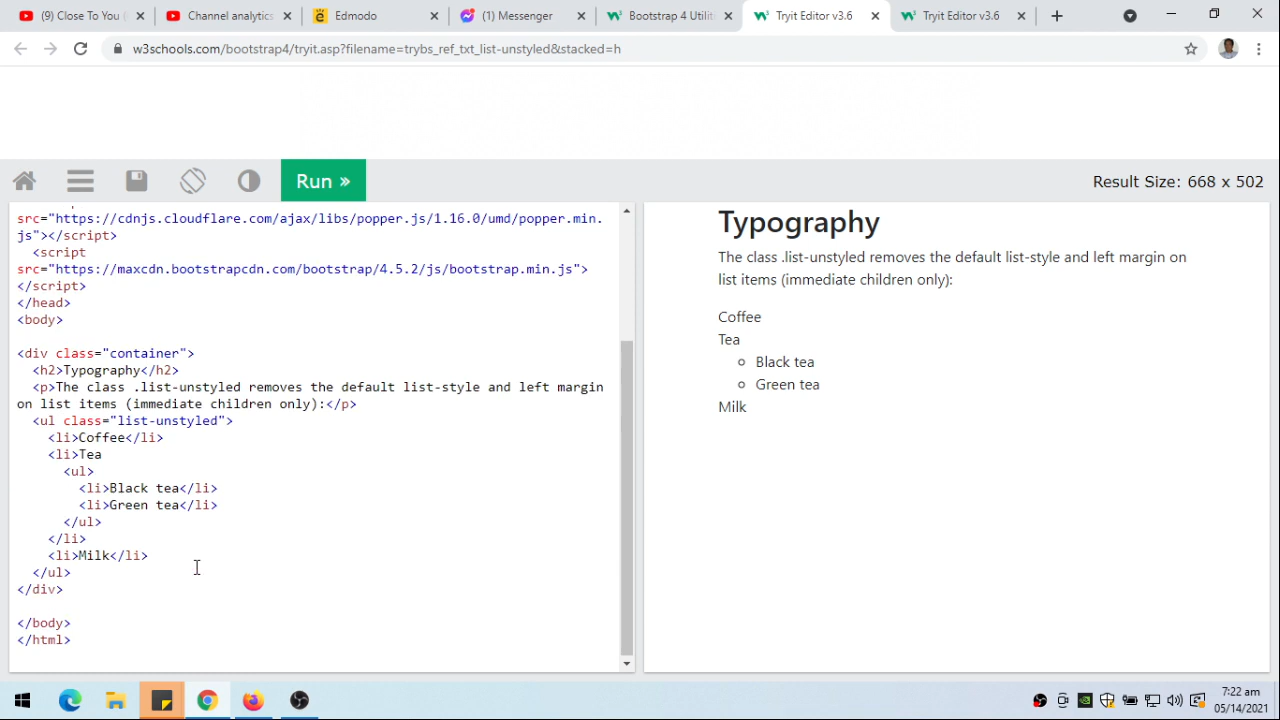 (9) Close To You (
Channel analytics
Edmodo
(1) Messenger
Bootstrap 4 Utilit
Tryit Editor v3.6
Tryit Editor v3.6
w3schools.com/bootstrap4/tryit.asp?filename=trybs_ref_txt_list-unstyled&stacked=h
Run »
Result Size: 668 x 502
src="https://cdnjs.cloudflare.com/ajax/libs/popper.js/1.16.0/umd/popper.min.
js"></script>
<script
src="https://maxcdn.bootstrapcdn.com/bootstrap/4.5.2/js/bootstrap.min.js">
</script>
</head>
<body>
<div class="container">
<h2>Typography</h2>
<p>The class .list-unstyled removes the default list-style and left margin
on list items (immediate children only):</p>
<ul class="list-unstyled">
<li>Coffee</li>
<li>Tea
<ul>
<li>Black tea</li>
<li>Green tea</li>
</ul>
</li>
<li>Milk</li>
</ul>
</div>
</body>
</html>
Typography
The class .list-unstyled removes the default list-style and left margin on
list items (immediate children only):
Coffee
Tea
Black tea
Green tea
Milk
7:22 am
05/14/2021